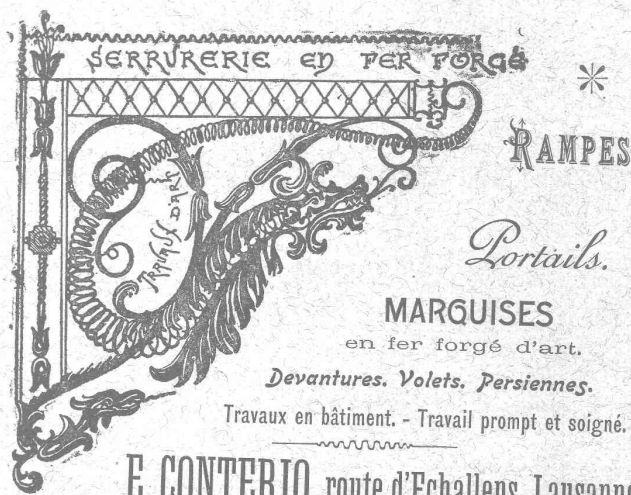 SERRURERIE EN FER FORGÉ
TRAVAUX D'ART
RAMPES
Portails.
MARQUISES
en fer forgé d'art.
Devantures. Volets. Persiennes.
Travaux en bâtiment. - Travail prompt et soigné.
E CONTERIO route d'Echallens, Lausanne